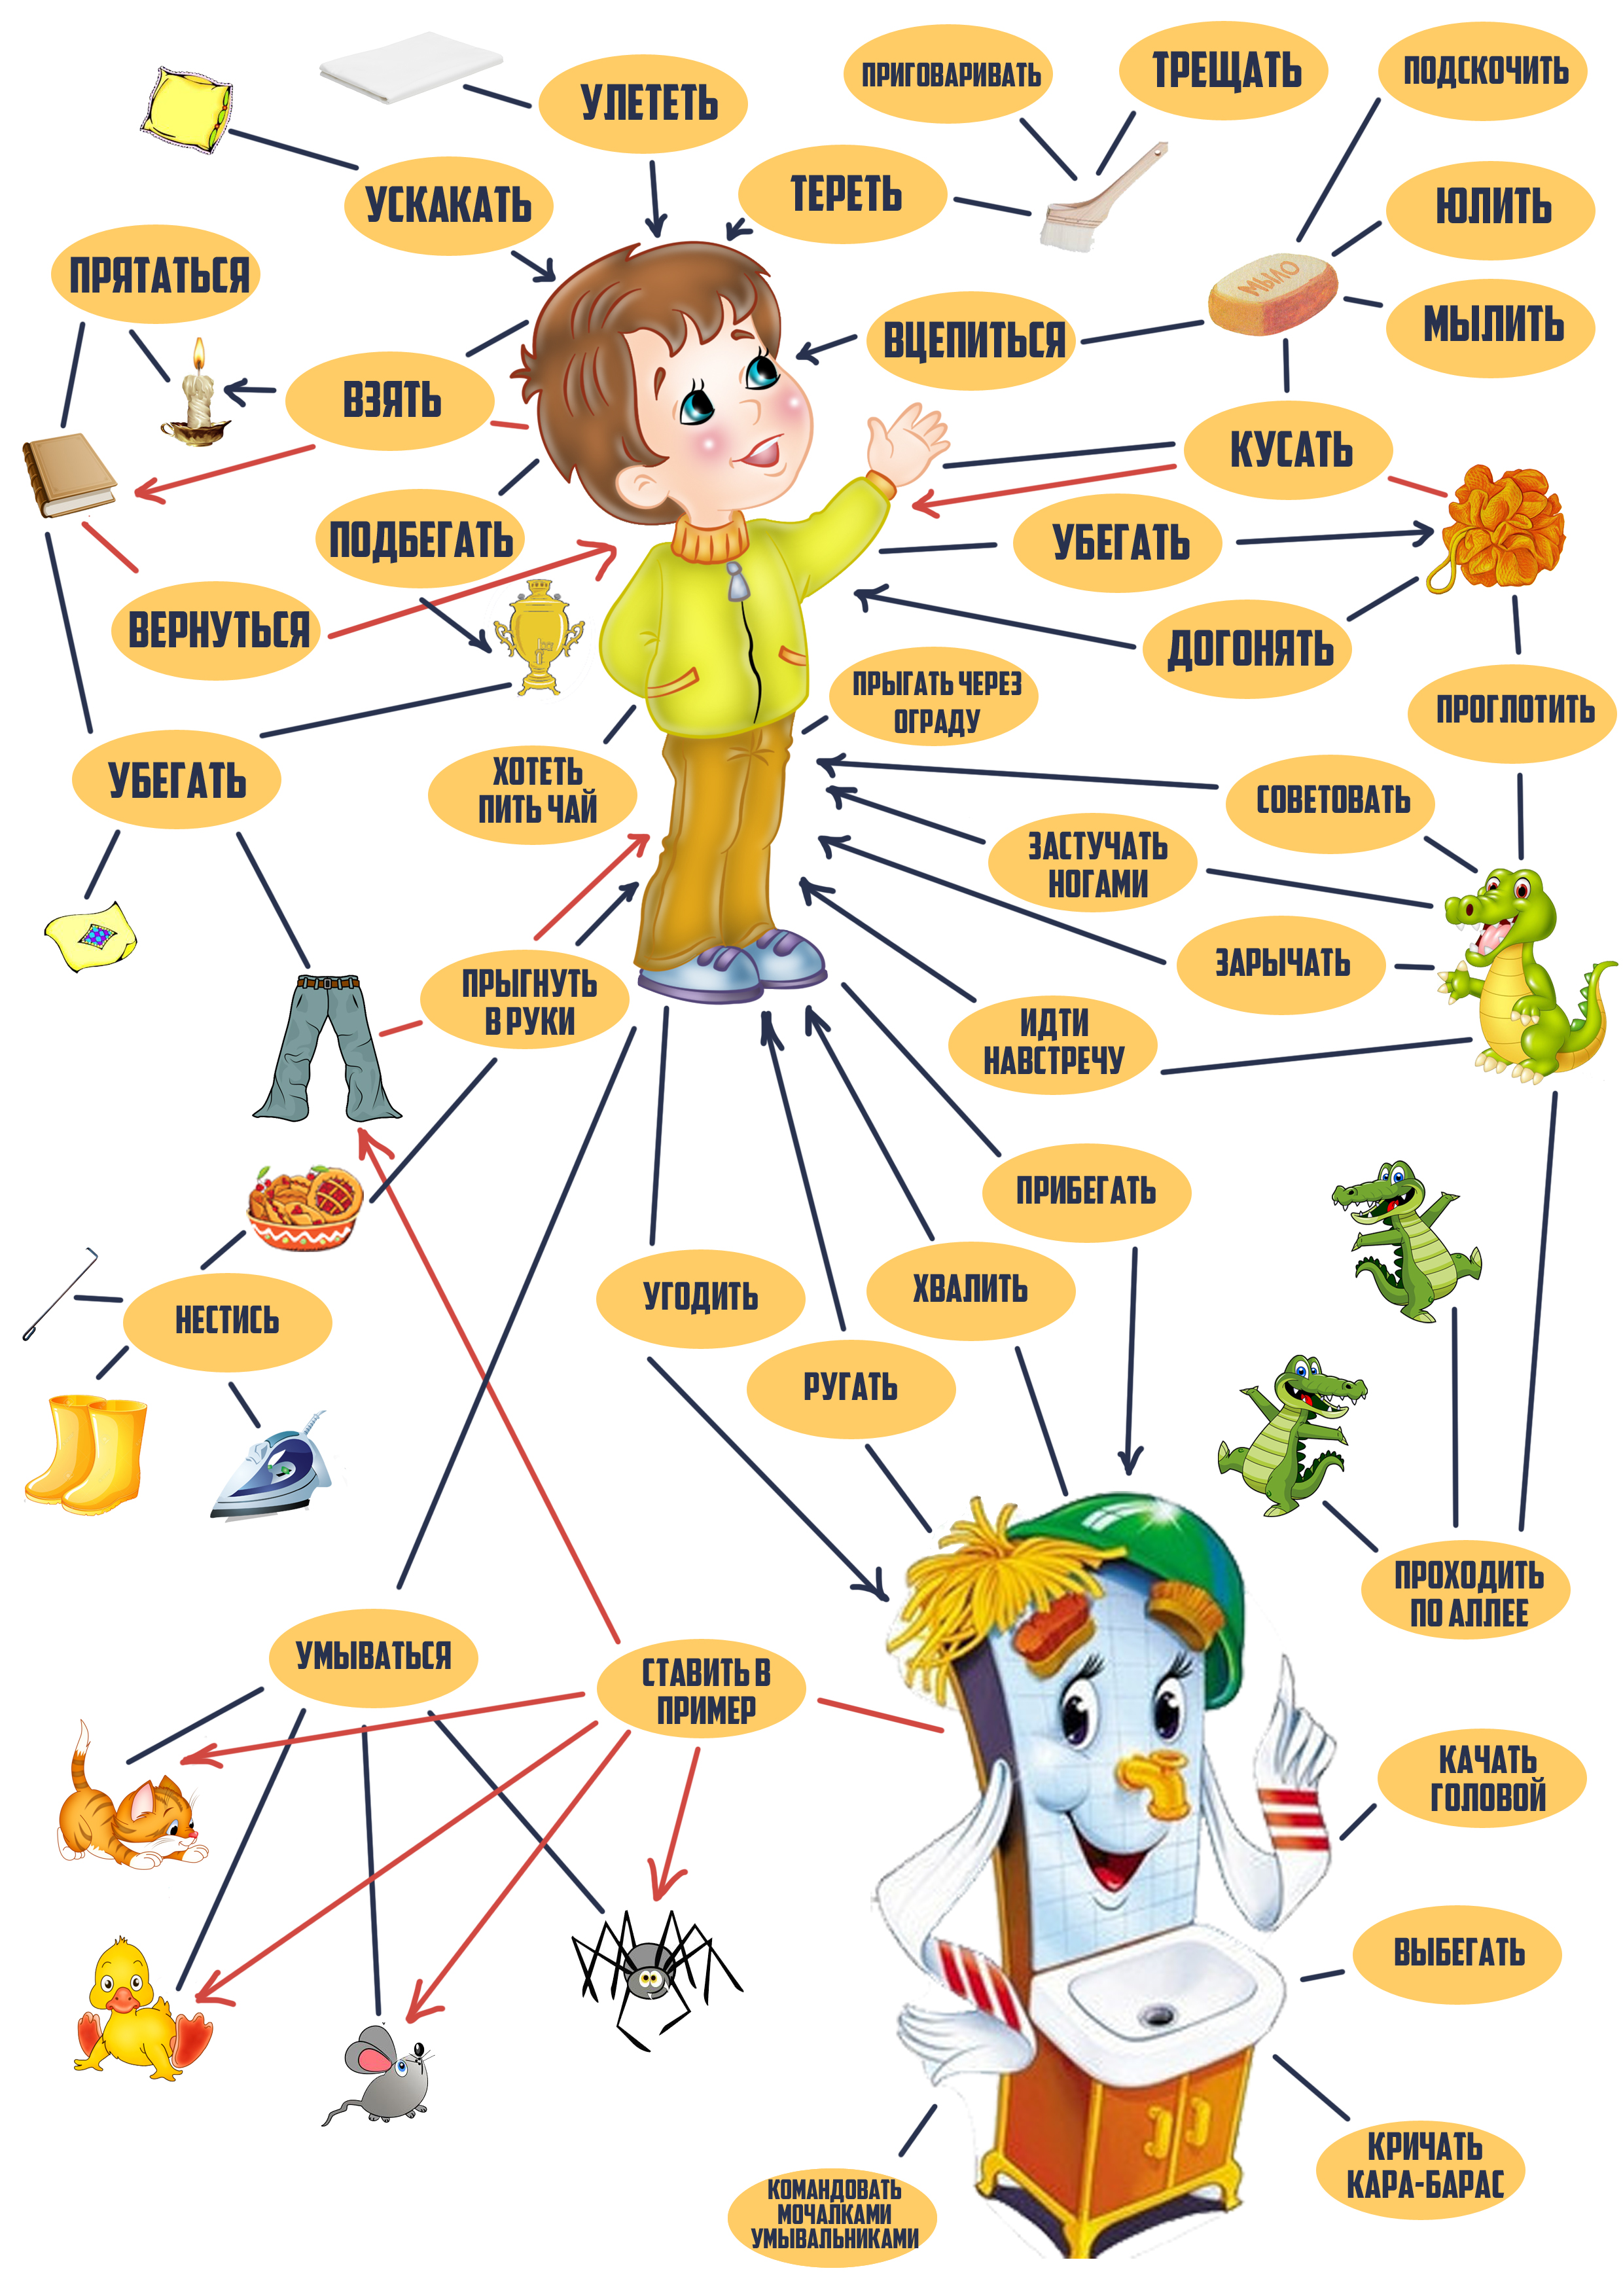 УЛЕТЕТЬ
ПРИГОВАРИВАТЬ
ТРЕЩАТЬ
ПОДСКОЧИТЬ
УСКАКАТЬ
ТЕРЕТЬ
ЮЛИТЬ
ПРЯТАТЬСЯ
МЫЛО
ВЦЕПИТЬСЯ
МЫЛИТЬ
ВЗЯТЬ
КУСАТЬ
ПОДБЕГАТЬ
УБЕГАТЬ
ВЕРНУТЬСЯ
ДОГОНЯТЬ
ПРЫГАТЬ ЧЕРЕЗ
ОГРАДУ
ПРОГЛОТИТЬ
УБЕГАТЬ
ХОТЕТЬ
ПИТЬ ЧАЙ
СОВЕТОВАТЬ
ЗАСТУЧАТЬ
НОГАМИ
ЗАРЫЧАТЬ
ПРЫГНУТЬ
В РУКИ
ИДТИ
НАВСТРЕЧУ
ПРИБЕГАТЬ
НЕСТИСЬ
УГОДИТЬ
ХВАЛИТЬ
РУГАТЬ
ПРОХОДИТЬ
ПО АЛЛЕЕ
УМЫВАТЬСЯ
СТАВИТЬ В
ПРИМЕР
КАЧАТЬ
ГОЛОВОЙ
ВЫБЕГАТЬ
КРИЧАТЬ
КАРА-БАРАС
КОМАНДОВАТЬ
МОЧАЛКАМИ
УМЫВАЛЬНИКАМИ